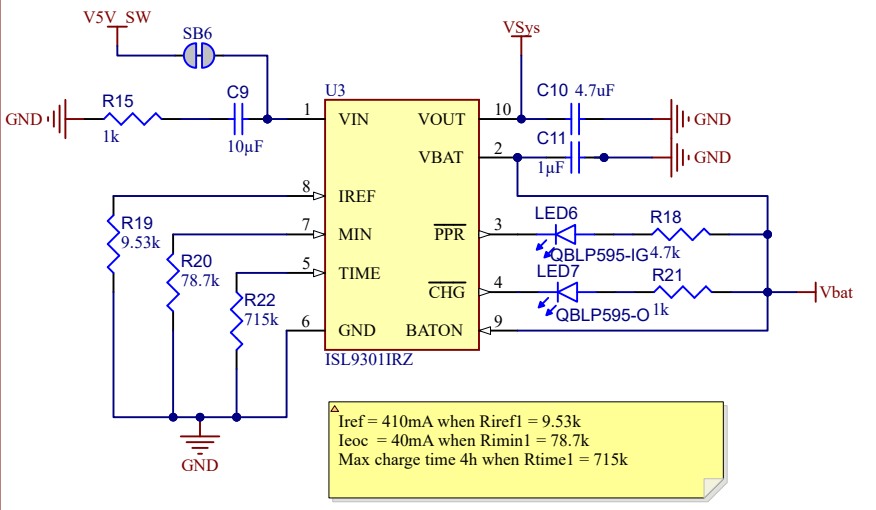 V5V_SW
SB6
VSys
C9
U3
C10 4.7uF
R15
1
10
GND
VIN
VOUT
GND
1k
10µF
C11
2
VBAT
GND
1µF
8
IREF
LED6
R19
7
3
R18
9.53k
MIN
PPR
R20
QBLP595-IG
4.7k
78.7k
5
LED7
R21
TIME
4
CHG
Vbat
R22
QBLP595-O
1k
715k
6
9
GND
BATON
ISL9301IRZ
Iref = 410mA when Riref1 = 9.53k
Ieoc = 40mA when Rimin1 = 78.7k
Max charge time 4h when Rtime1 = 715k
GND